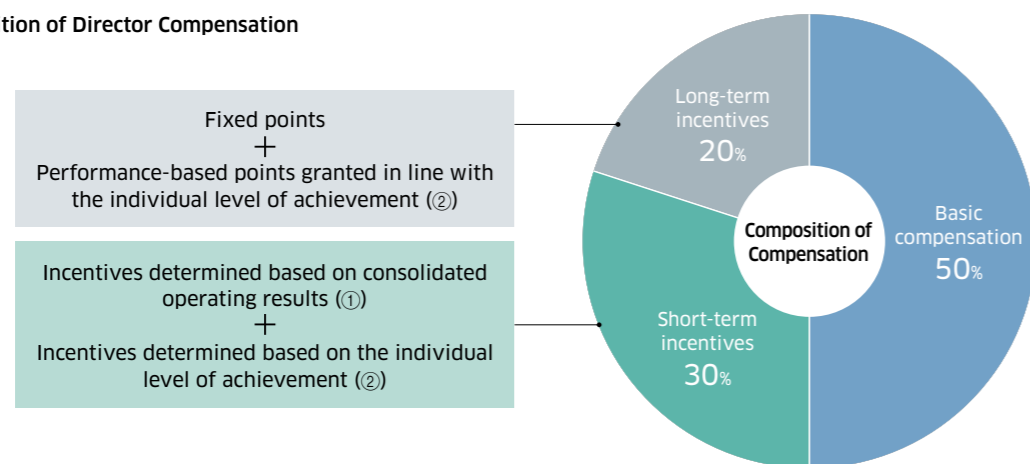 tion of Director Compensation
Fixed points
+
Performance-based points granted in line with
the individual level of achievement (②)
Incentives determined based on consolidated
operating results (①)
+
Incentives determined based on the individual
level of achievement (②)
Long-term
incentives
20%
Short-term
incentives
30%
Composition of
Compensation
Basic
compensation
50%